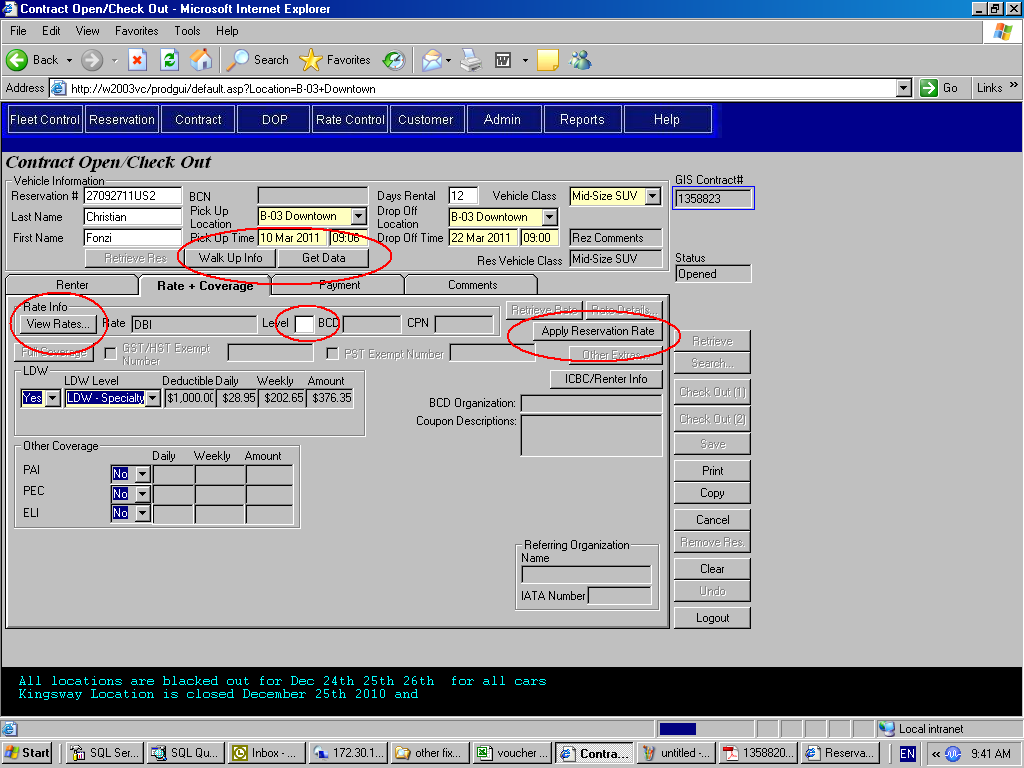 Contract Open/Check Out - Microsoft Internet Explorer
File Edit View Favorites Tools Help
Back Search Favorites
Address http://w2003vc/prodgui/default.asp?Location=B-03+Downtown Go Links »
Fleet Control Reservation Contract DOP Rate Control Customer Admin Reports Help
Contract Open/Check Out
Vehicle Information
GIS Contract#
Reservation # 27092711US2 BCN Days Rental 12 Vehicle Class Mid-Size SUV
1358823
Last Name Christian Pick Up Location B-03 Downtown Drop Off Location B-03 Downtown
First Name Fonzi Pick Up Time 10 Mar 2011 09:06 Drop Off Time 22 Mar 2011 09:00 Rez Comments
Retrieve Res Walk Up Info Get Data Res Vehicle Class Mid-Size SUV
Status
Opened
Renter Rate + Coverage Payment Comments
Rate Info
View Rates... Rate DBI Level BCD CPN
Retrieve Rate Rate Details...
Apply Reservation Rate
Full Coverage GST/HST Exempt Number PST Exempt Number
Other Extras...
ICBC/Renter Info
LDW
LDW Level Deductible Daily Weekly Amount
Yes LDW - Specialty $1,000.00 $28.95 $202.65 $376.35
BCD Organization:
Coupon Descriptions:
Other Coverage
Daily Weekly Amount
PAI No
PEC No
ELI No
Referring Organization
Name
IATA Number
Retrieve
Search...
Check Out (1)
Check Out (2)
Save
Print
Copy
Cancel
Remove Res
Clear
Undo
Logout
All locations are blacked out for Dec 24th 25th 26th for all cars
Kingsway Location is closed December 25th 2010 and
Local intranet
Start SQL Ser... SQL Qu... Inbox - ... 172.30.1... other fix... voucher ... Contra... untitled -... 1358820... Reserva... EN « 9:41 AM